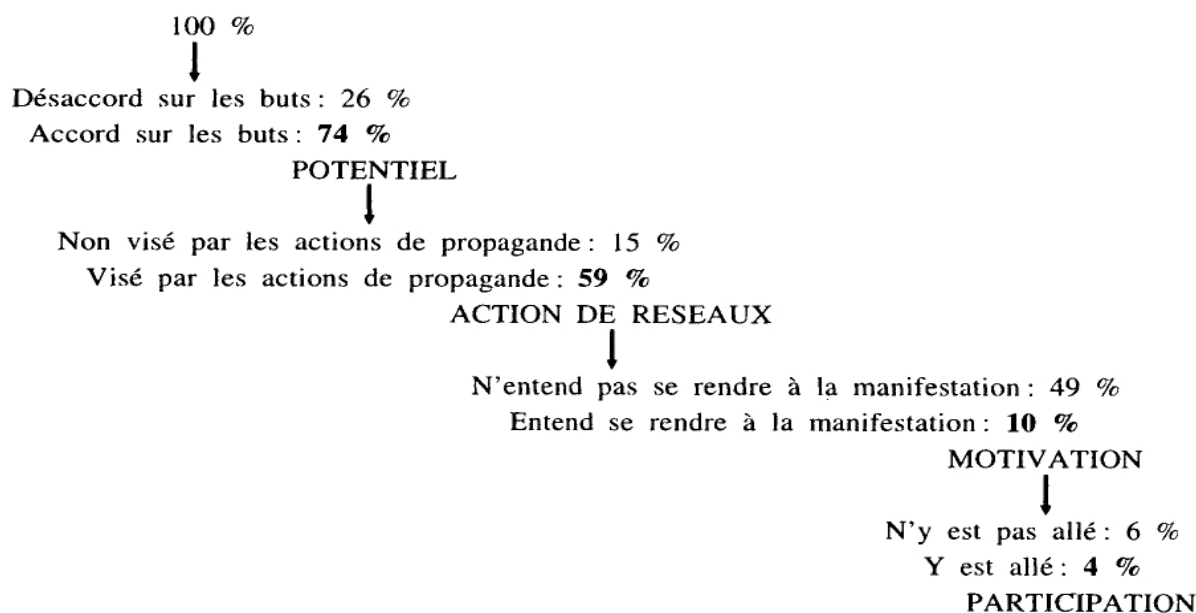 100 %
Désaccord sur les buts : 26 %
Accord sur les buts : 74 %
POTENTIEL
Non visé par les actions de propagande : 15 %
Visé par les actions de propagande : 59 %
ACTION DE RESEAUX
N'entend pas se rendre à la manifestation : 49 %
Entend se rendre à la manifestation : 10 %
MOTIVATION
N'y est pas allé : 6 %
Y est allé : 4 %
PARTICIPATION